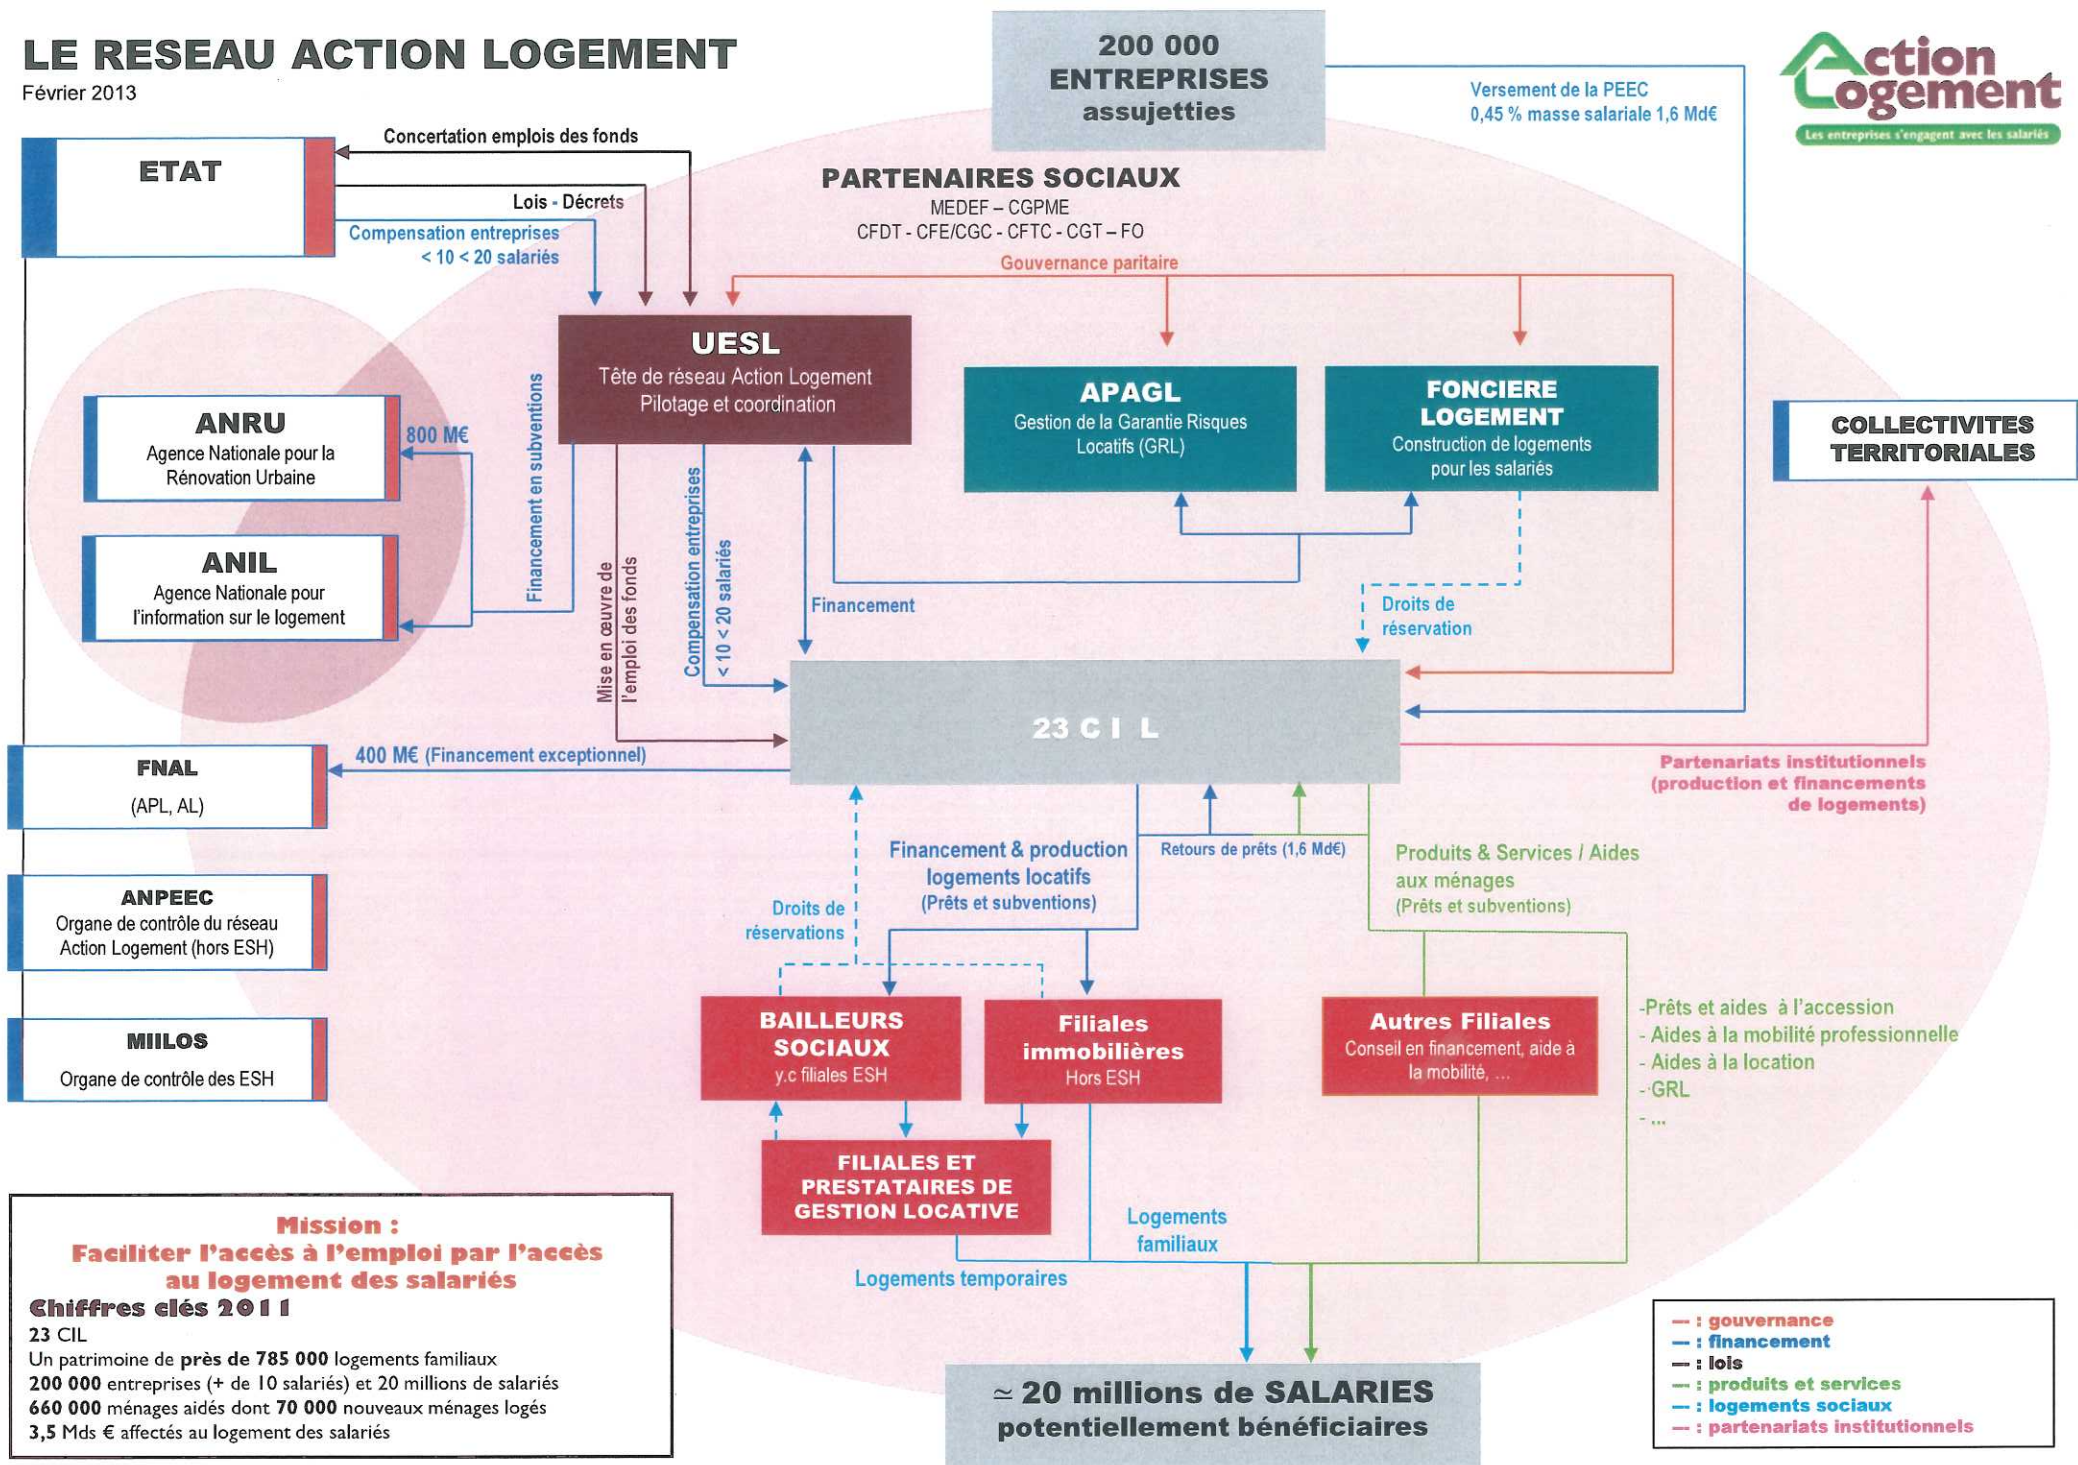 LE RESEAU ACTION LOGEMENT
Février 2013
200 000
ENTREPRISES
assujetties
Versement de la PEEC
0,45 % masse salariale 1,6 Md€
Action
Logement
Les entreprises s'engagent avec les salariés
ETAT
Concertation emplois des fonds
Lois - Décrets
Compensation entreprises
< 10 < 20 salariés
PARTENAIRES SOCIAUX
MEDEF – CGPME
CFDT - CFE/CGC - CFTC - CGT – FO
Gouvernance paritaire
UESL
Tête de réseau Action Logement
Pilotage et coordination
APAGL
Gestion de la Garantie Risques
Locatifs (GRL)
FONCIERE
LOGEMENT
Construction de logements
pour les salariés
COLLECTIVITES
TERRITORIALES
ANRU
Agence Nationale pour la
Rénovation Urbaine
800 M€
ANIL
Agence Nationale pour
l'information sur le logement
Financement en subventions
Mise en œuvre de
l'emploi des fonds
Compensation entreprises
< 10 < 20 salariés
Financement
Droits de
réservation
23 C I L
FNAL
(APL, AL)
400 M€ (Financement exceptionnel)
Partenariats institutionnels
(production et financements
de logements)
ANPEEC
Organe de contrôle du réseau
Action Logement (hors ESH)
MIILOS
Organe de contrôle des ESH
Financement & production
logements locatifs
(Prêts et subventions)
Retours de prêts (1,6 Md€)
Produits & Services / Aides
aux ménages
(Prêts et subventions)
Droits de
réservations
BAILLEURS
SOCIAUX
y.c filiales ESH
Filiales
immobilières
Hors ESH
Autres Filiales
Conseil en financement, aide à
la mobilité, ...
-Prêts et aides à l'accession
- Aides à la mobilité professionnelle
- Aides à la location
- GRL
- ...
FILIALES ET
PRESTATAIRES DE
GESTION LOCATIVE
Logements
familiaux
Logements temporaires
Mission :
Faciliter l'accès à l'emploi par l'accès
au logement des salariés
Chiffres clés 2011
23 CIL
Un patrimoine de près de 785 000 logements familiaux
200 000 entreprises (+ de 10 salariés) et 20 millions de salariés
660 000 ménages aidés dont 70 000 nouveaux ménages logés
3,5 Mds € affectés au logement des salariés
≃ 20 millions de SALARIES
potentiellement bénéficiaires
— : gouvernance
— : financement
— : lois
— : produits et services
— : logements sociaux
— : partenariats institutionnels